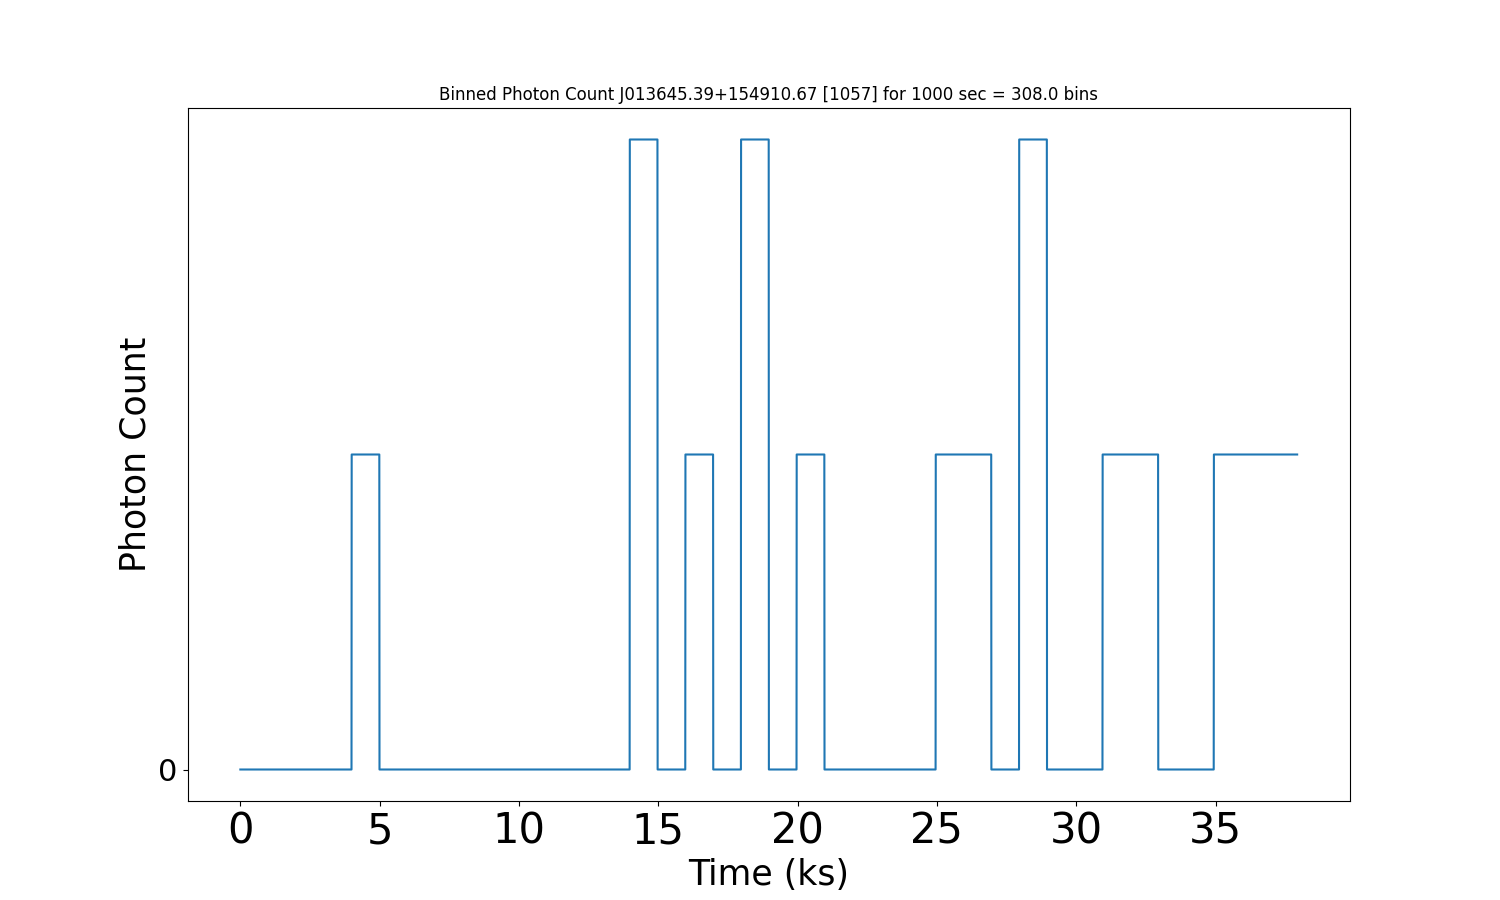 Binned Photon Count J013645.39+154910.67 [1057] for 1000 sec = 308.0 bins
Photon Count
0
0 5 10 15 20 25 30 35
Time (ks)